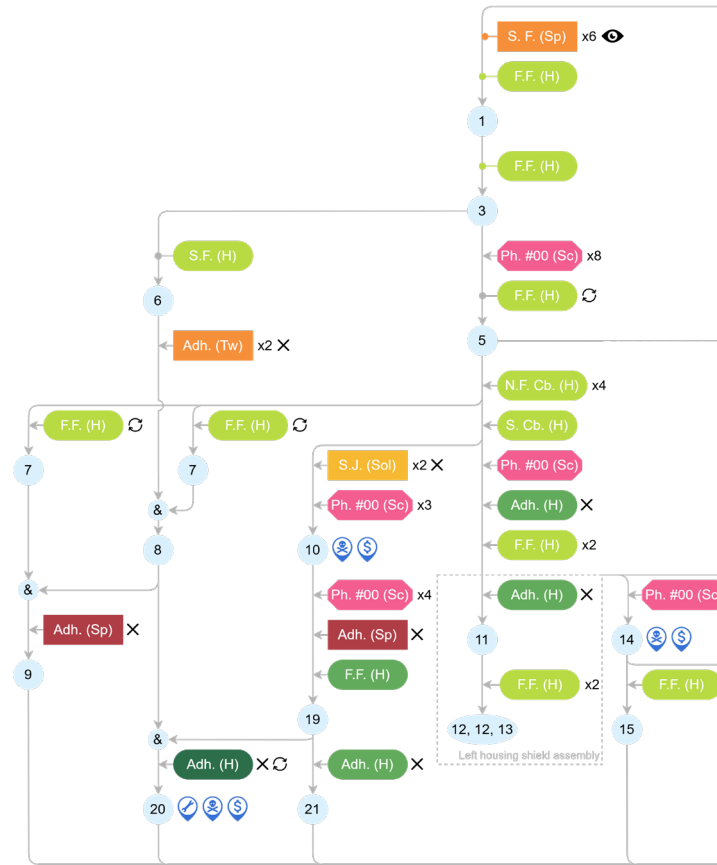 S. F. (Sp) x6
F.F. (H)
1
F.F. (H)
3
S.F. (H)
Ph. #00 (Sc) x8
6
F.F. (H)
5
Adh. (Tw) x2
N.F. Cb. (H) x4
F.F. (H)
F.F. (H)
S. Cb. (H)
7
7
S.J. (Sol) x2
Ph. #00 (Sc)
&
Ph. #00 (Sc) x3
Adh. (H)
8
10
$
F.F. (H) x2
&
Ph. #00 (Sc) x4
Adh. (H)
Ph. #00 (Sc
Adh. (Sp)
Adh. (Sp)
11
14
$
9
F.F. (H)
F.F. (H) x2
F.F. (H)
19
12, 12, 13
15
&
Left housing shield assembly
Adh. (H)
Adh. (H)
20
$
21